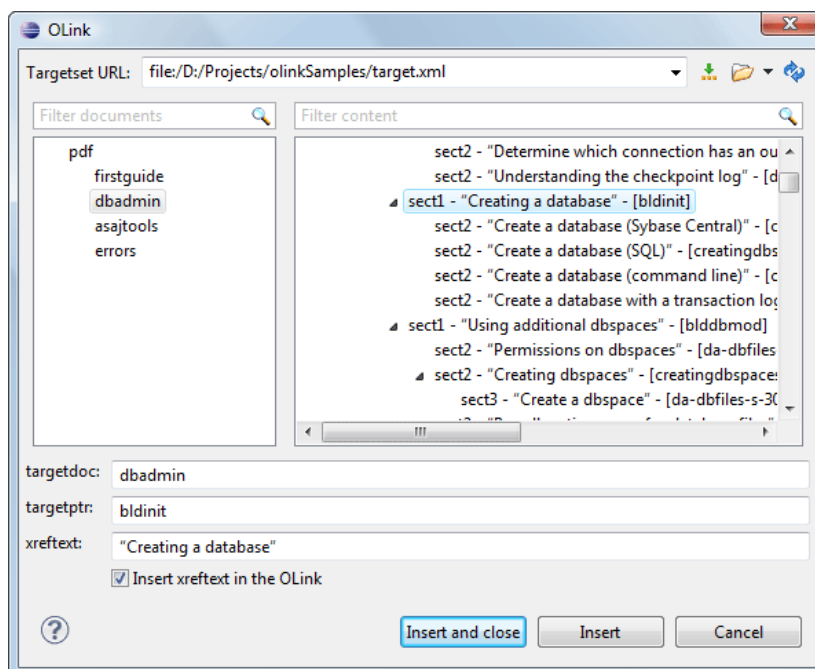 OLink
Targetset URL: file:/D:/Projects/olinkSamples/target.xml
Filter documents
Filter content
pdf
firstguide
dbadmin
asajtools
errors
sect2 - "Determine which connection has an ou
sect2 - "Understanding the checkpoint log" - [d
sect1 - "Creating a database" - [bldinit]
sect2 - "Create a database (Sybase Central)" - [c
sect2 - "Create a database (SQL)" - [creatingdbs
sect2 - "Create a database (command line)" - [c
sect2 - "Create a database with a transaction log
sect1 - "Using additional dbspaces" - [blddbmod]
sect2 - "Permissions on dbspaces" - [da-dbfiles-
sect2 - "Creating dbspaces" - [creatingdbspaces
sect3 - "Create a dbspace" - [da-dbfiles-s-30
targetdoc: dbadmin
targetptr: bldinit
xreftext: "Creating a database"
Insert xreftext in the OLink
Insert and close Insert Cancel